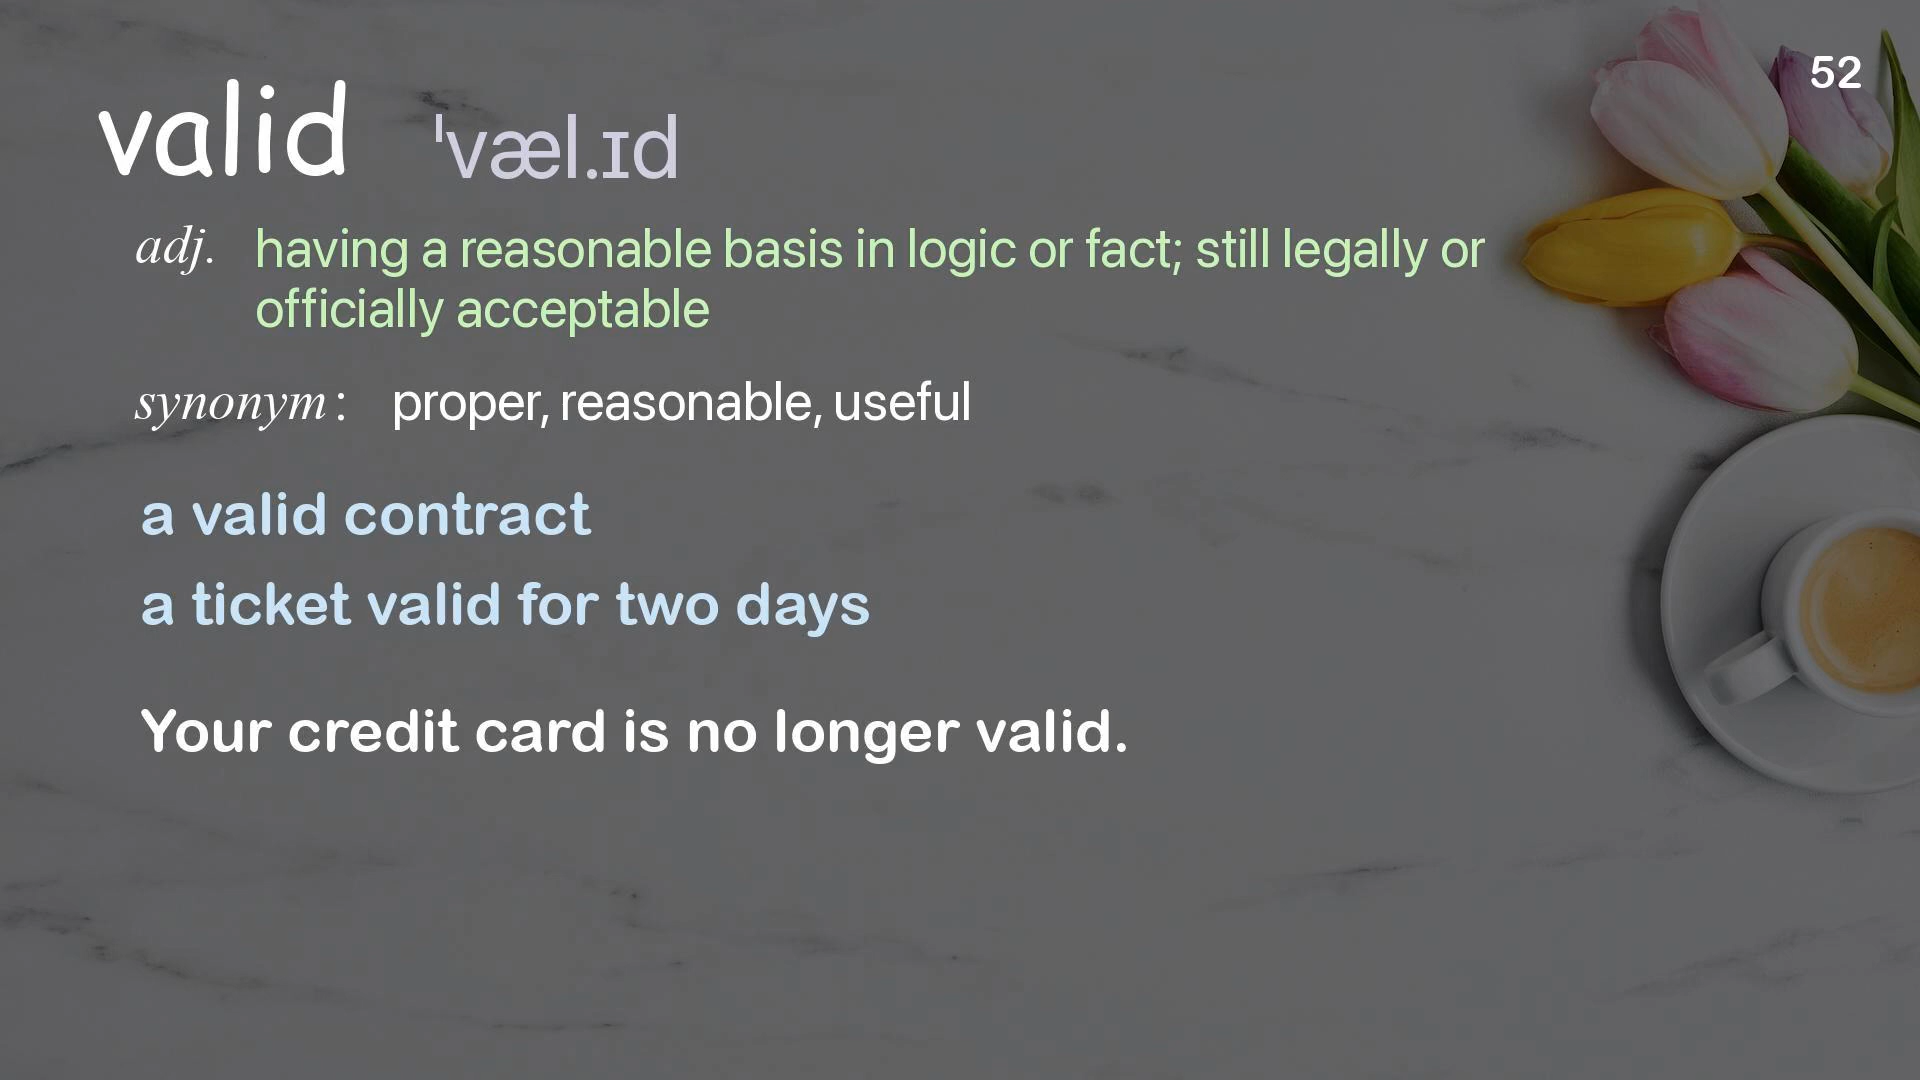 52
valid ˈvæl.ɪd
adj. having a reasonable basis in logic or fact; still legally or
officially acceptable
synonym: proper, reasonable, useful
a valid contract
a ticket valid for two days
Your credit card is no longer valid.